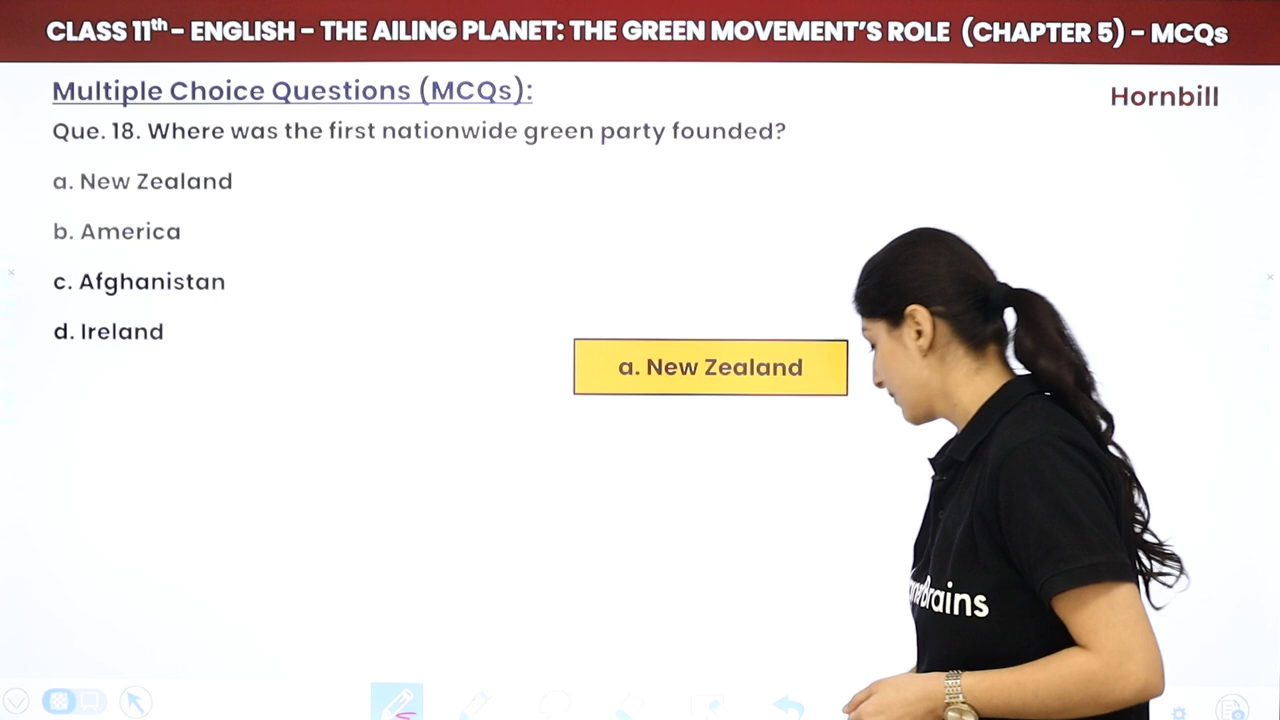 CLASS 11th - ENGLISH - THE AILING PLANET: THE GREEN MOVEMENT'S ROLE (CHAPTER 5) - MCQs
Multiple Choice Questions (MCQs):
Hornbill
Que. 18. Where was the first nationwide green party founded?
a. New Zealand
b. America
c. Afghanistan
d. Ireland
a. New Zealand